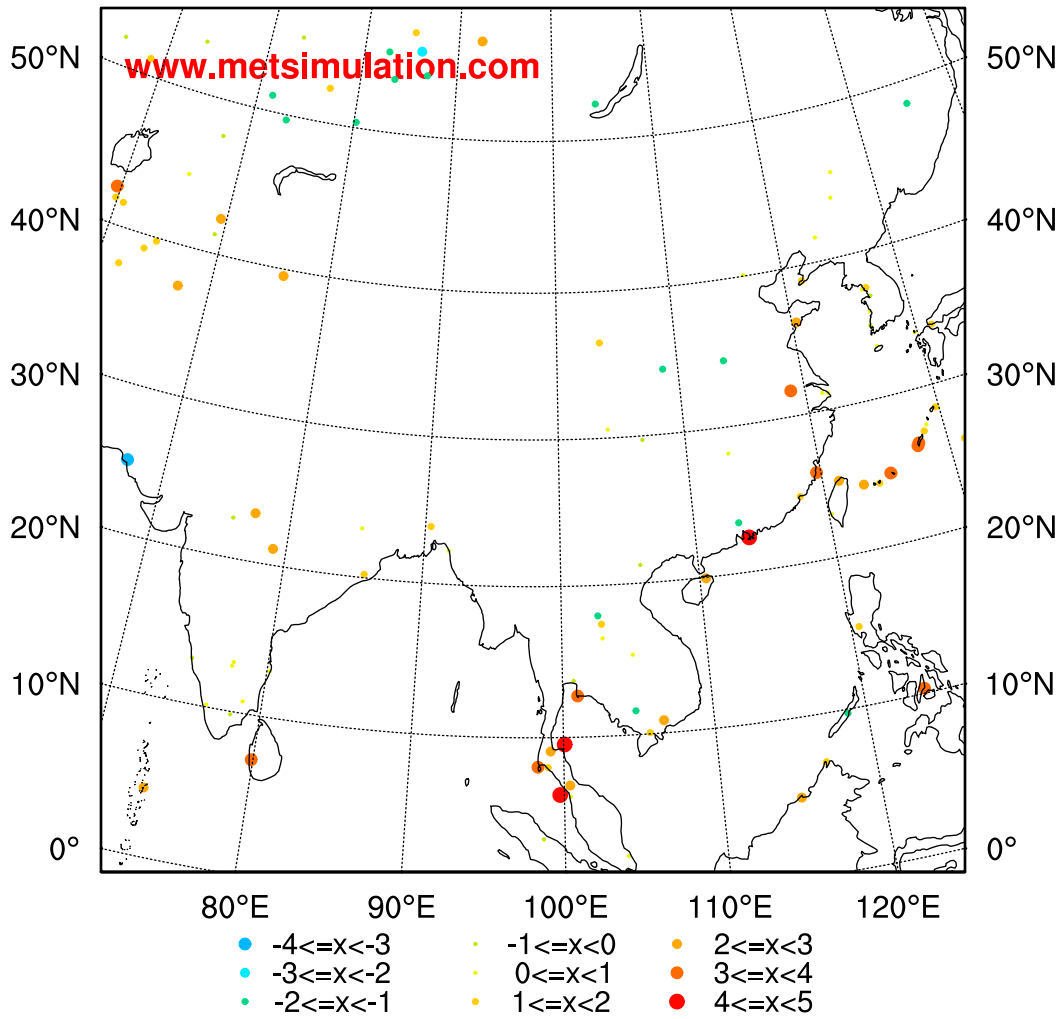 www.metsimulation.com
50°N 50°N
40°N 40°N
30°N 30°N
20°N 20°N
10°N 10°N
0° 0°
80°E 90°E 100°E 110°E 120°E
-4<=x<-3 -1<=x<0 2<=x<3
-3<=x<-2 0<=x<1 3<=x<4
-2<=x<-1 1<=x<2 4<=x<5